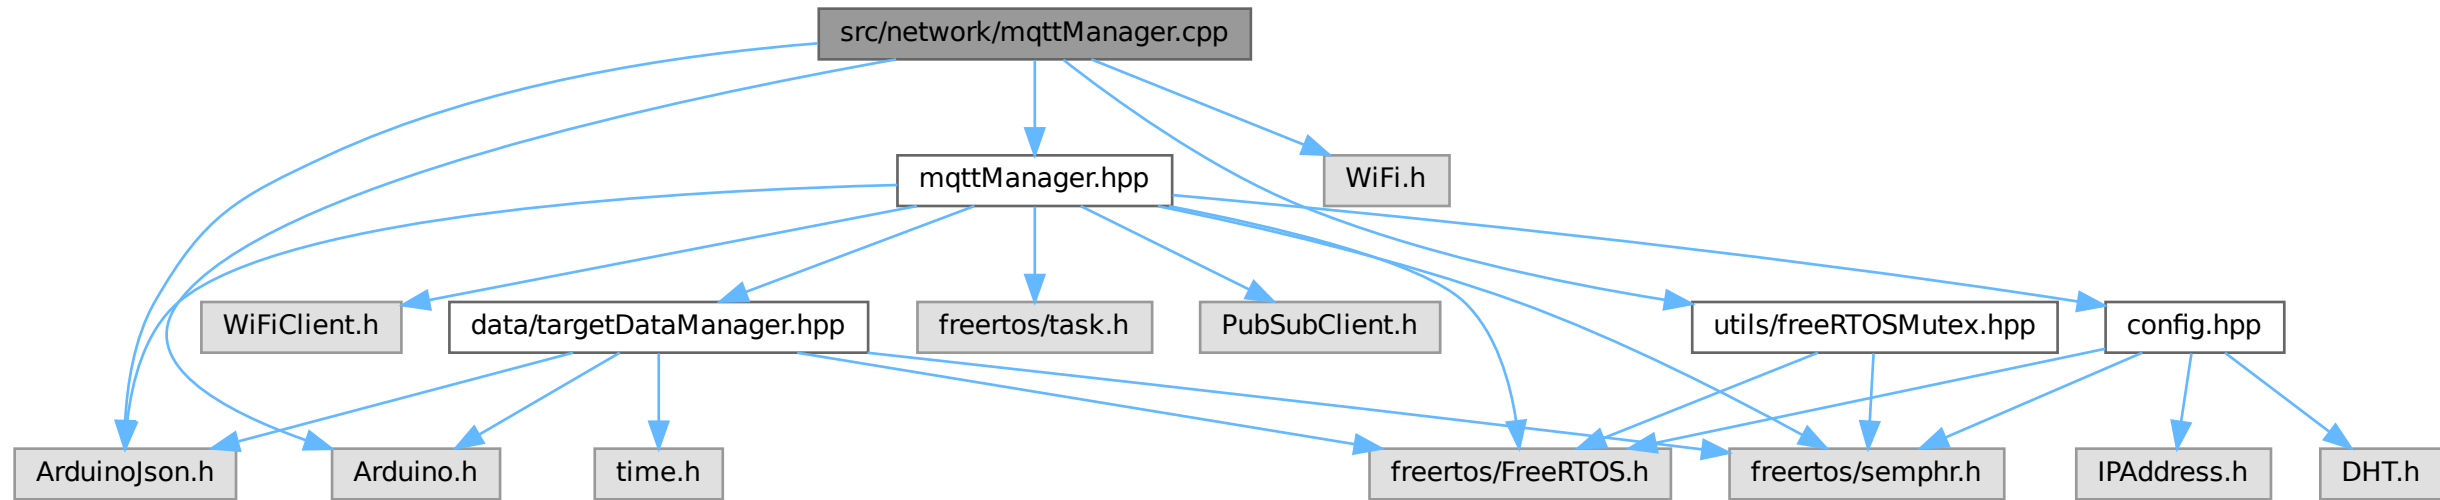 src/network/mqttManager.cpp
mqttManager.hpp
WiFi.h
WiFiClient.h
data/targetDataManager.hpp
freertos/task.h
PubSubClient.h
utils/freeRTOSMutex.hpp
config.hpp
ArduinoJson.h
Arduino.h
time.h
freertos/FreeRTOS.h
freertos/semphr.h
IPAddress.h
DHT.h